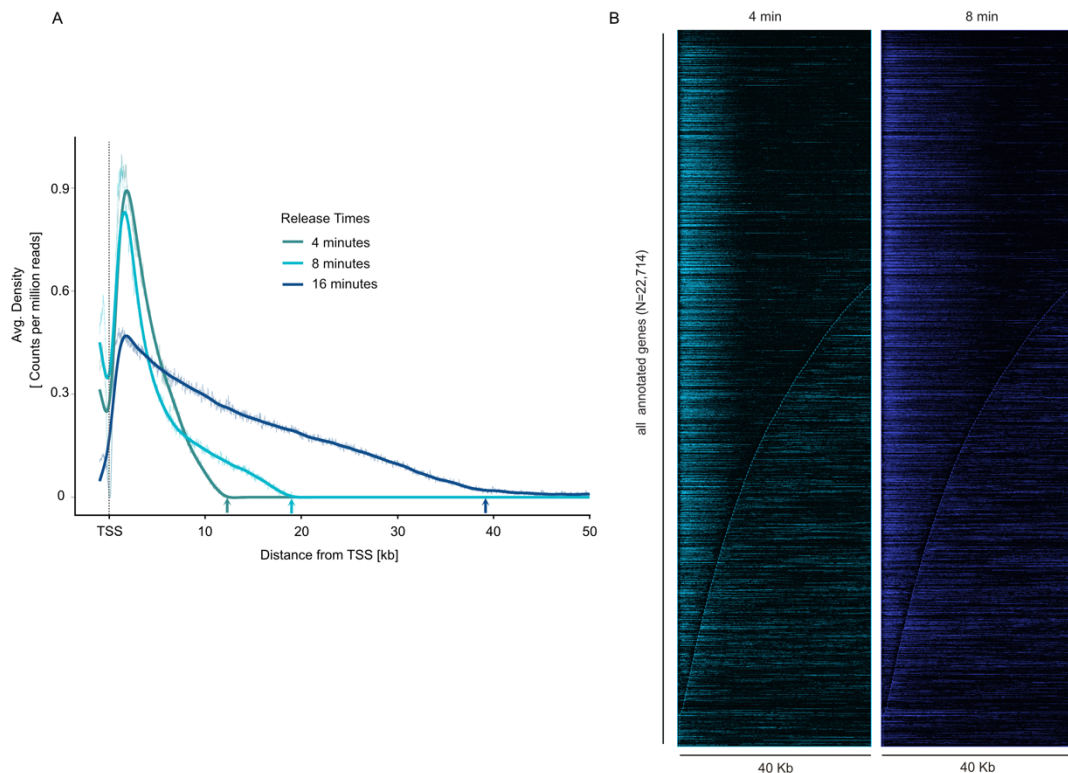 A
Avg. Density
[ Counts per million reads]
0.9
0.6
0.3
0
Release Times
4 minutes
8 minutes
16 minutes
TSS
10
20
30
40
50
Distance from TSS [kb]
B
4 min
8 min
all annotated genes (N=22,714)
40 Kb
40 Kb